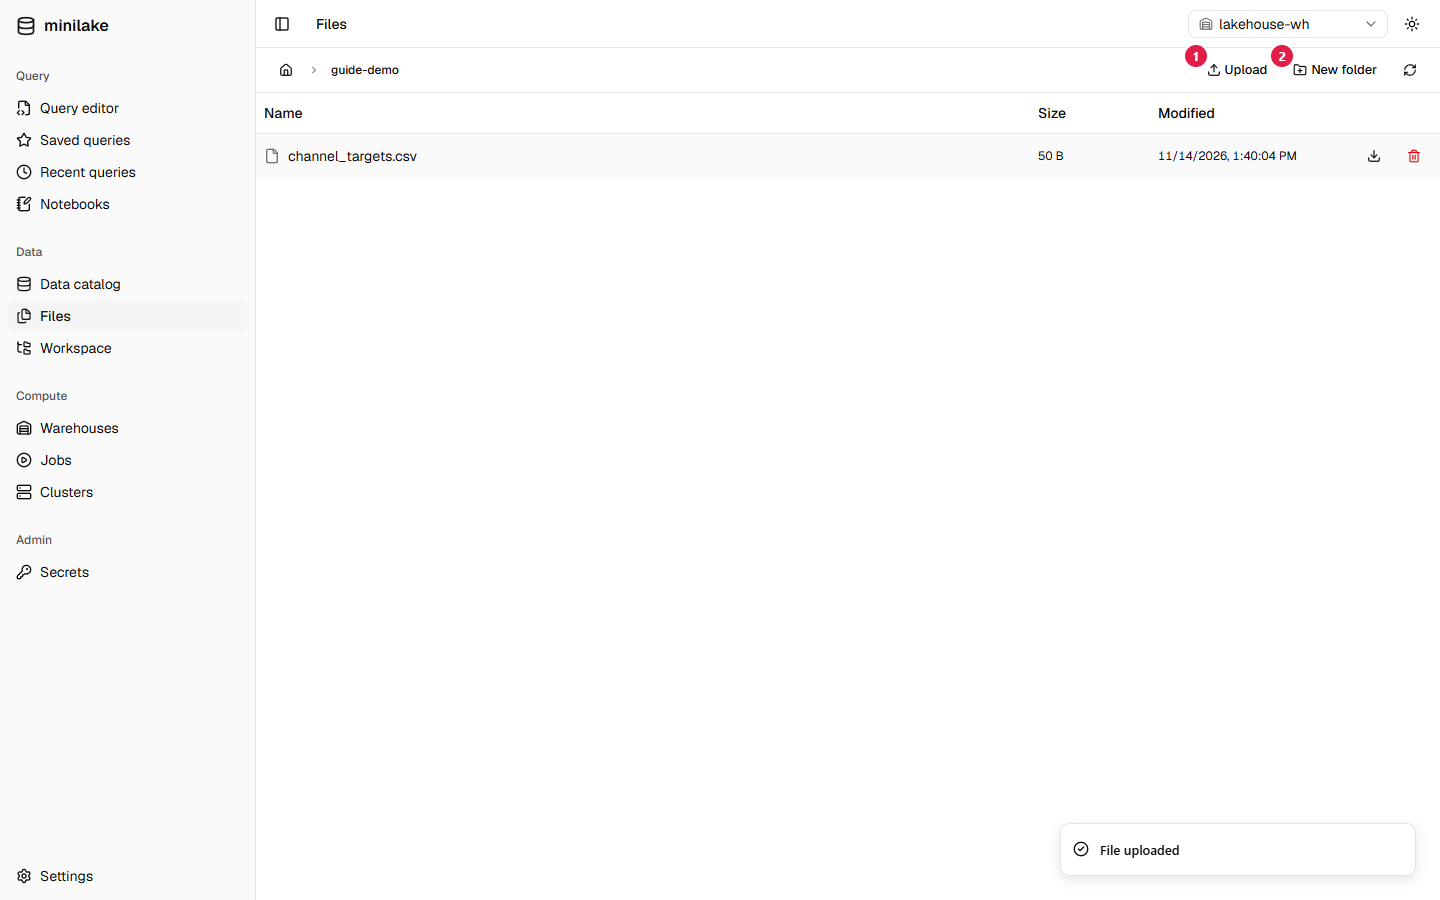 minilake
Files
lakehouse-wh
Query
Query editor
Saved queries
Recent queries
Notebooks
Data
Data catalog
Files
Workspace
Compute
Warehouses
Jobs
Clusters
Admin
Secrets
Settings
guide-demo
1 Upload
2 New folder
Name Size Modified
channel_targets.csv 50 B 11/14/2026, 1:40:04 PM
File uploaded